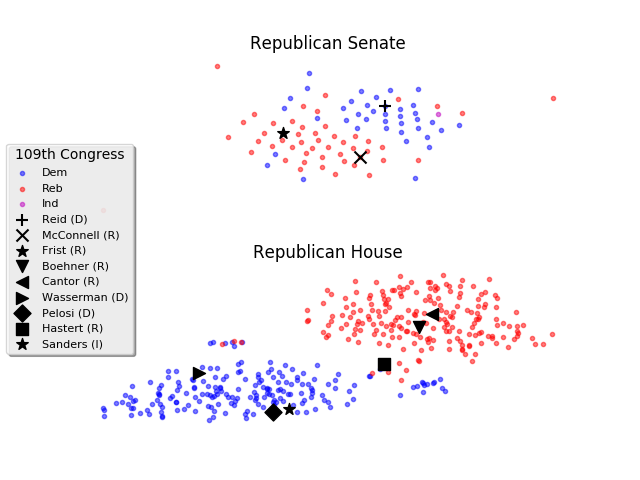 Republican Senate
109th Congress
Dem
Reb
Ind
Reid (D)
McConnell (R)
Frist (R)
Boehner (R)
Cantor (R)
Wasserman (D)
Pelosi (D)
Hastert (R)
Sanders (I)
Republican House